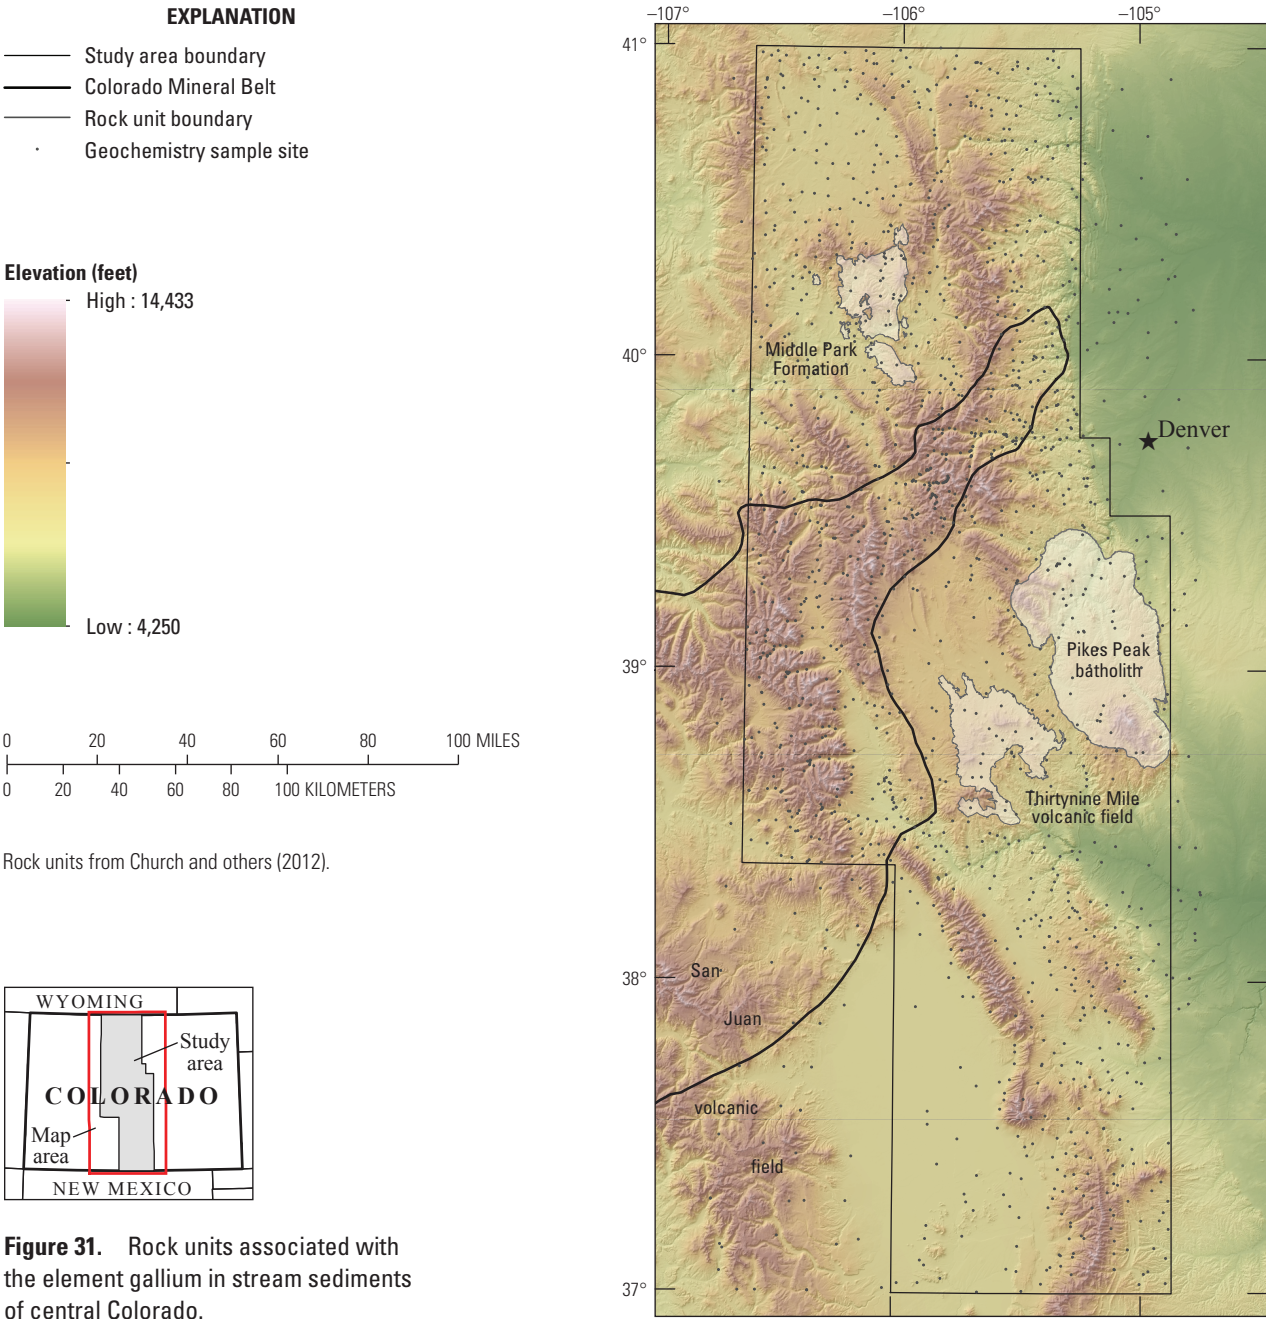 EXPLANATION
Study area boundary
Colorado Mineral Belt
Rock unit boundary
Geochemistry sample site
Elevation (feet)
High : 14,433
Low : 4,250
0 20 40 60 80 100 MILES
0 20 40 60 80 100 KILOMETERS
Rock units from Church and others (2012).
WYOMING
Study
area
COLORADO
Map
area
NEW MEXICO
Figure 31. Rock units associated with
the element gallium in stream sediments
of central Colorado.
–107° –106° –105°
41°
40°
39°
38°
37°
Middle Park
Formation
Denver
Pikes Peak
batholith
Thirtynine Mile
volcanic field
San
Juan
volcanic
field